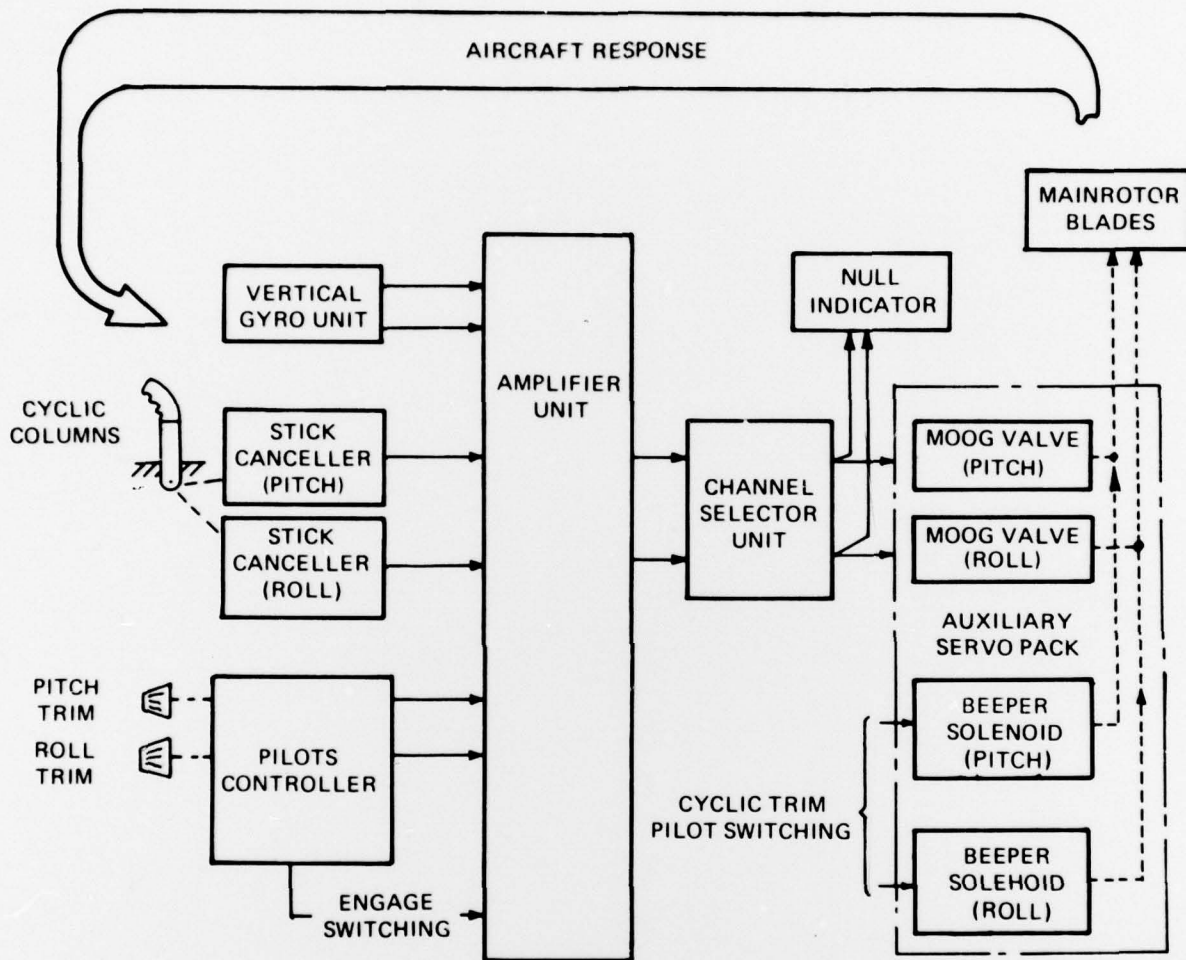 AIRCRAFT RESPONSE
MAINROTOR
BLADES
VERTICAL
GYRO UNIT
NULL
INDICATOR
AMPLIFIER
UNIT
CYCLIC
COLUMNS
STICK
CANCELLER
(PITCH)
STICK
CANCELLER
(ROLL)
CHANNEL
SELECTOR
UNIT
MOOG VALVE
(PITCH)
MOOG VALVE
(ROLL)
AUXILIARY
SERVO PACK
PITCH
TRIM
ROLL
TRIM
PILOTS
CONTROLLER
BEEPER
SOLENOID
(PITCH)
CYCLIC TRIM
PILOT SWITCHING
BEEPER
SOLEHOID
(ROLL)
ENGAGE
SWITCHING